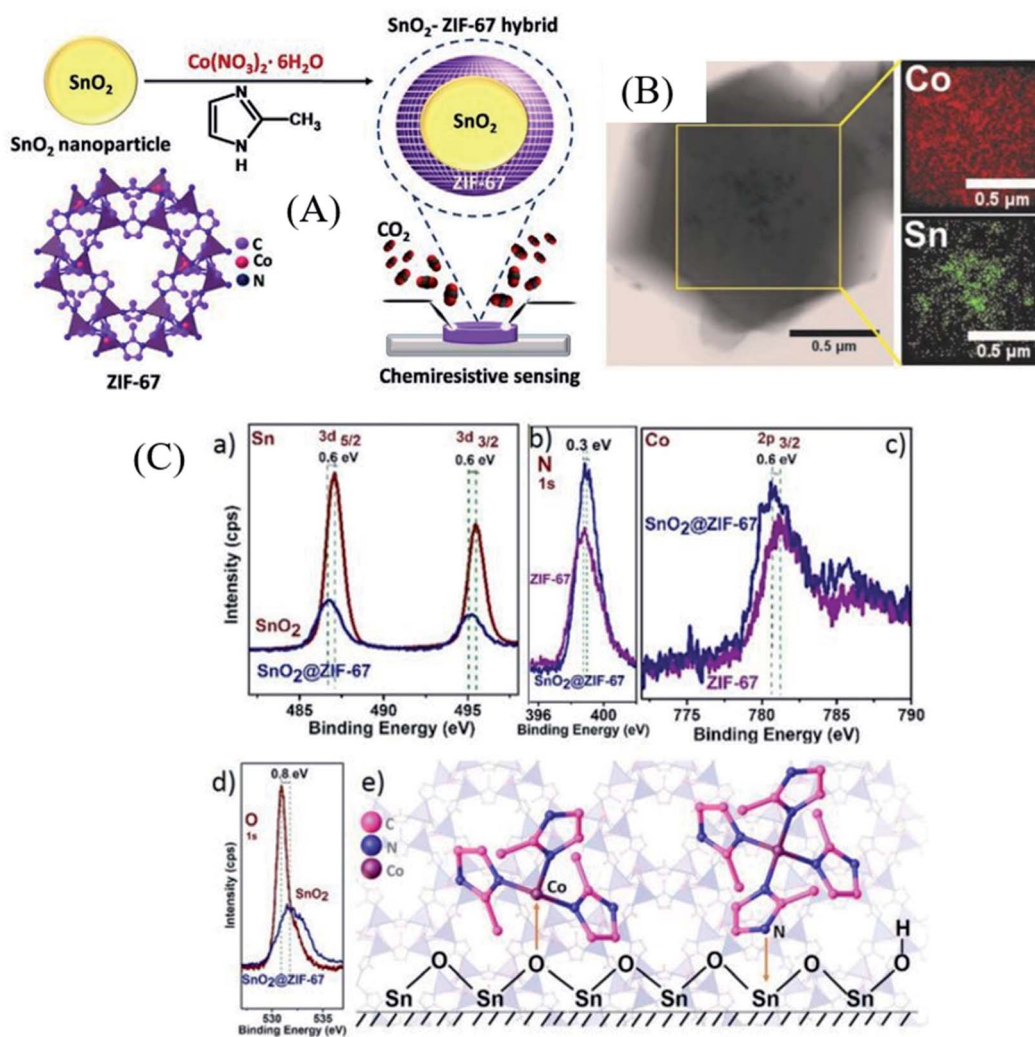 SnO2
SnO2 nanoparticle
Co(NO3)2· 6H2O
N
CH3
N
H
SnO2- ZIF-67 hybrid
SnO2
ZIF-67
(A)
C
Co
N
ZIF-67
CO2
Chemiresistive sensing
(B)
0.5 µm
Co
0.5 µm
Sn
0.5 µm
(C)
a)
Sn
3d 5/2
0.6 eV
3d 3/2
0.6 eV
SnO2
SnO2@ZIF-67
Intensity (cps)
485 490 495
Binding Energy (eV)
b)
0.3 eV
N
1s
ZIF-67
SnO2@ZIF-67
396 400
Binding Energy (eV)
c)
Co
2p 3/2
0.6 eV
SnO2@ZIF-67
ZIF-67
775 780 785 790
Binding Energy (eV)
d)
0.8 eV
O
1s
SnO2
SnO2@ZIF-67
Intensity (cps)
530 535
Binding Energy (eV)
e)
C
N
Co
Co
N
H
O O O O O O
Sn Sn Sn Sn Sn Sn